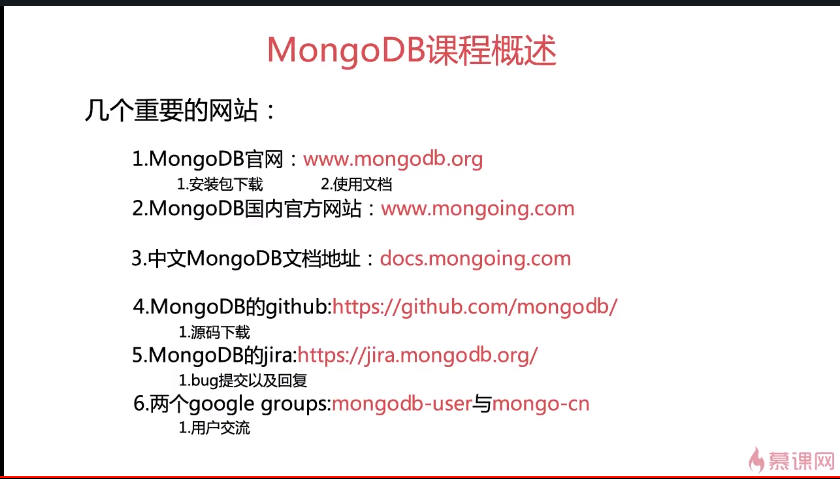 MongoDB课程概述
几个重要的网站：
1.MongoDB官网：www.mongodb.org
1.安装包下载 2.使用文档
2.MongoDB国内官方网站：www.mongoing.com
3.中文MongoDB文档地址：docs.mongoing.com
4.MongoDB的github:https://github.com/mongodb/
1.源码下载
5.MongoDB的jira:https://jira.mongodb.org/
1.bug提交以及回复
6.两个google groups:mongodb-user与mongo-cn
1.用户交流
慕课网